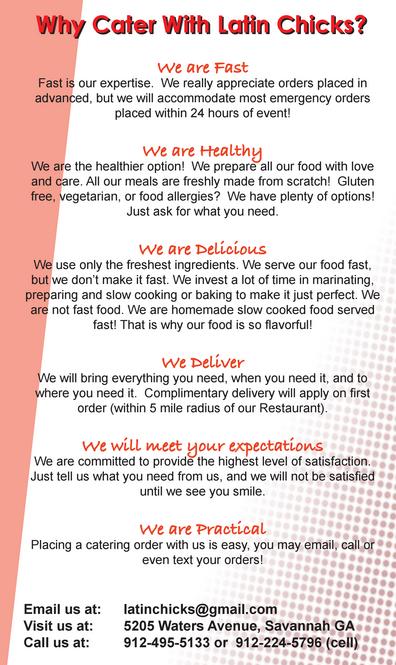 Why Cater With Latin Chicks?
We are Fast
Fast is our expertise. We really appreciate orders placed in
advanced, but we will accommodate most emergency orders
placed within 24 hours of event!
We are Healthy
We are the healthier option! We prepare all our food with love
and care. All our meals are freshly made from scratch! Gluten
free, vegetarian, or food allergies? We have plenty of options!
Just ask for what you need.
We are Delicious
We use only the freshest ingredients. We serve our food fast,
but we don't make it fast. We invest a lot of time in marinating,
preparing and slow cooking or baking to make it just perfect. We
are not fast food. We are homemade slow cooked food served
fast! That is why our food is so flavorful!
We Deliver
We will bring everything you need, when you need it, and to
where you need it. Complimentary delivery will apply on first
order (within 5 mile radius of our Restaurant).
We will meet your expectations
We are committed to provide the highest level of satisfaction.
Just tell us what you need from us, and we will not be satisfied
until we see you smile.
We are Practical
Placing a catering order with us is easy, you may email, call or
even text your orders!
Email us at: latinchicks@gmail.com
Visit us at: 5205 Waters Avenue, Savannah GA
Call us at: 912-495-5133 or 912-224-5796 (cell)